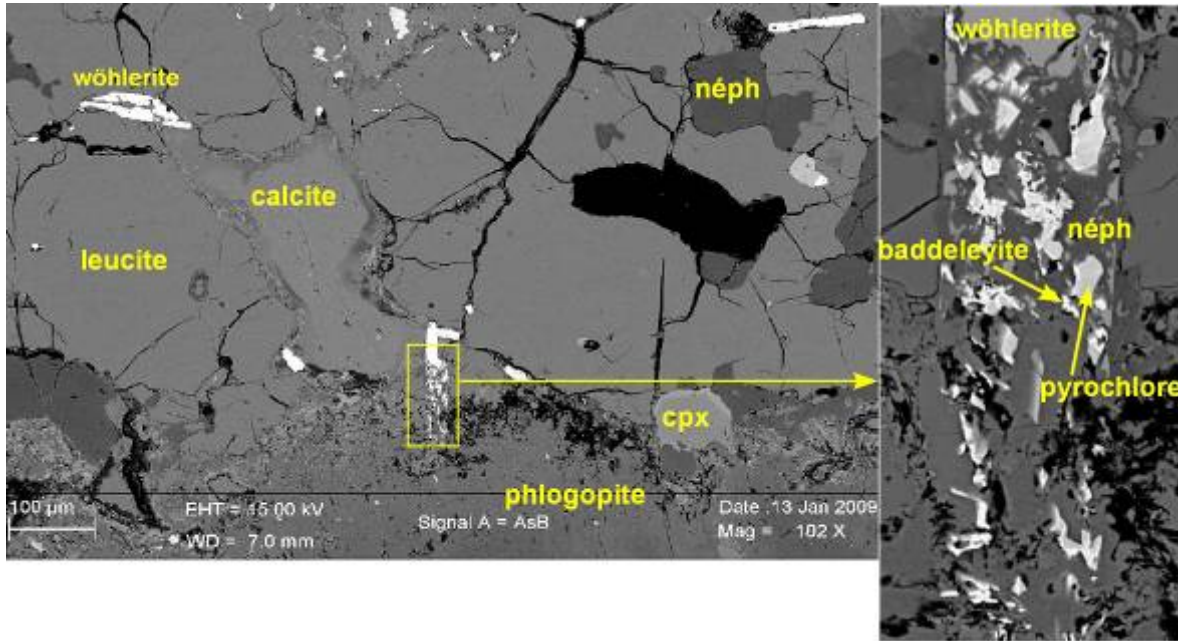 wöhlerite
néph
calcite
leucite
cpx
phlogopite
100 µm
EHT = 15.00 kV
WD = 7.0 mm
Signal A = AsB
Date :13 Jan 2009
Mag = 102 X
wöhlerite
néph
baddeleyite
pyrochlore